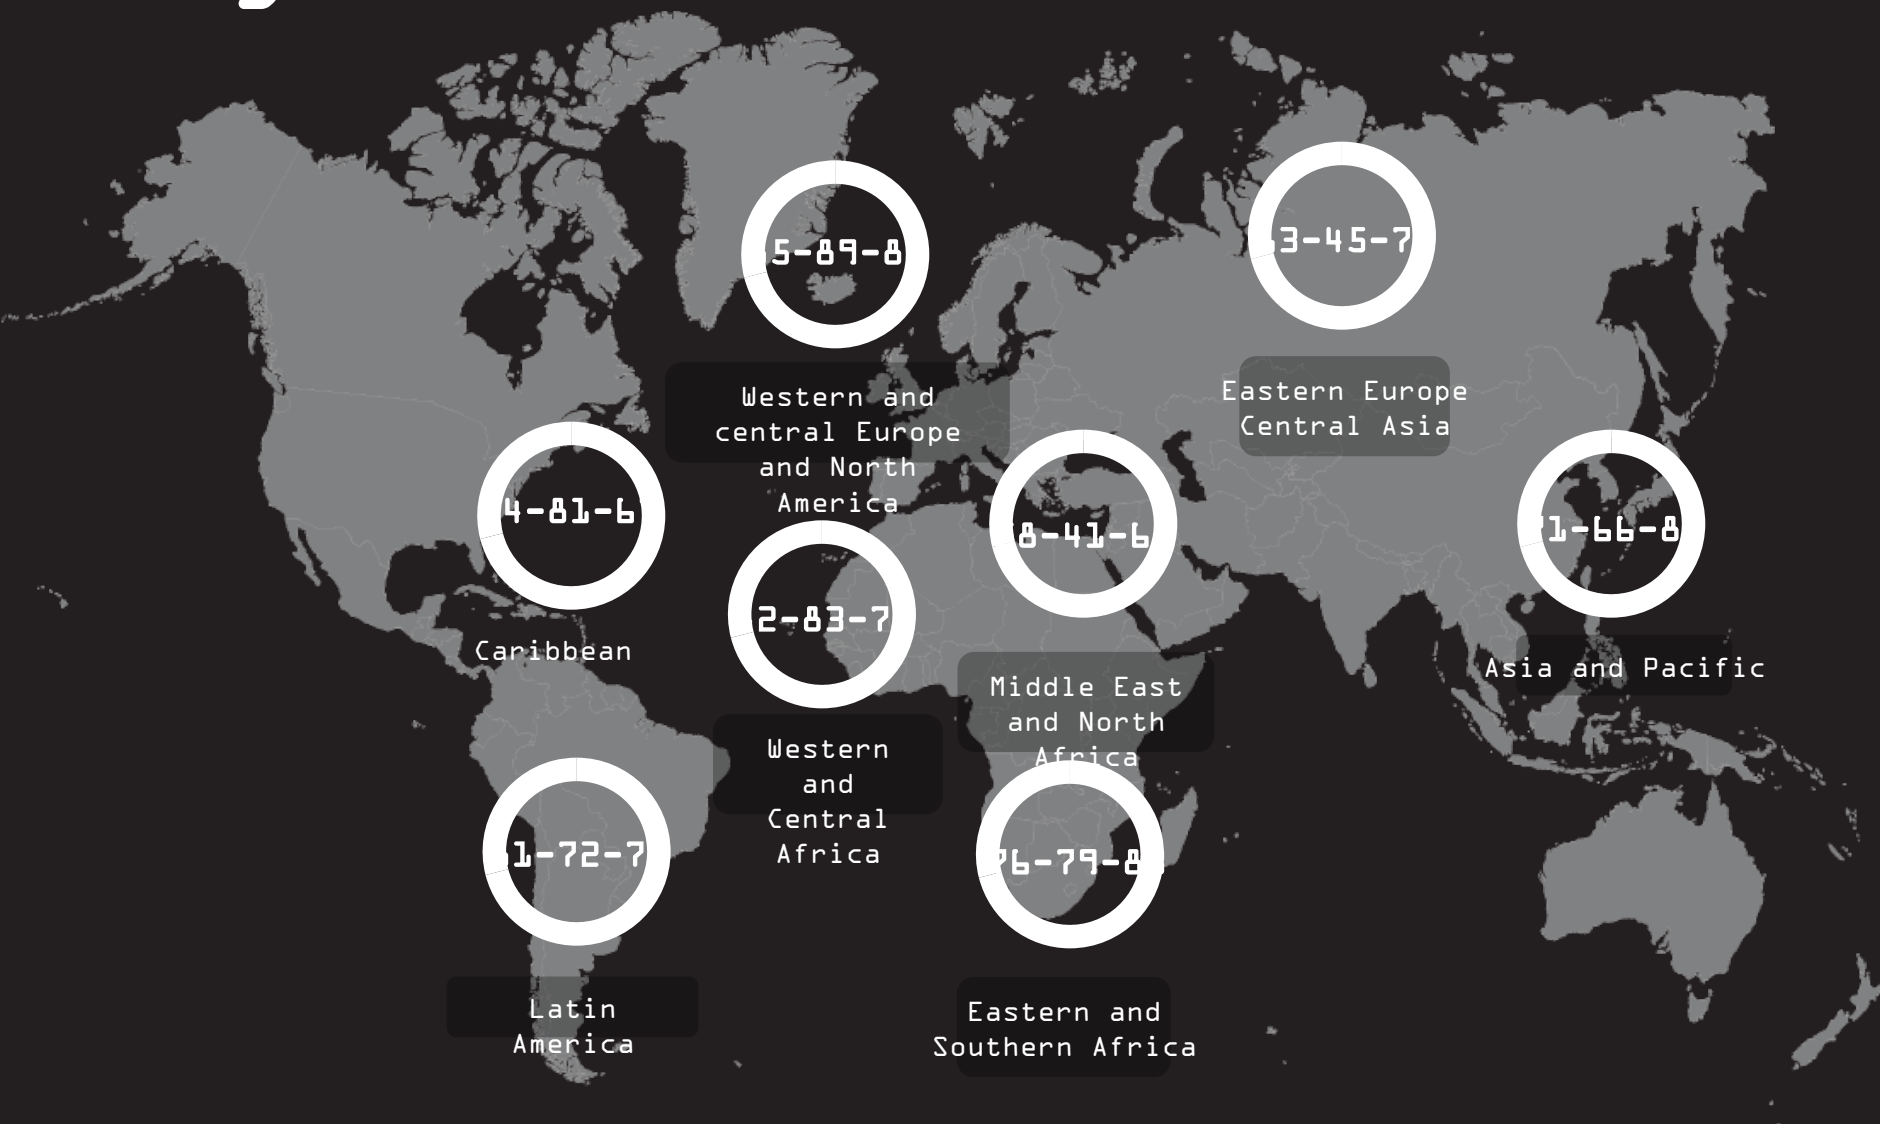 5-89-8
3-45-7
Western and
central Europe
and North
America
Eastern Europe
Central Asia
4-81-6
8-41-6
1-66-8
2-83-7
Caribbean
Asia and Pacific
Middle East
and North
Africa
Western
and
Central
Africa
1-72-7
76-79-8
Latin
America
Eastern and
Southern Africa